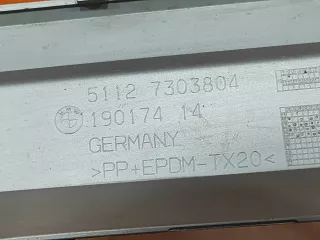 5112 7303804
190174 14
GERMANY
>PP+EPDM-TX20<